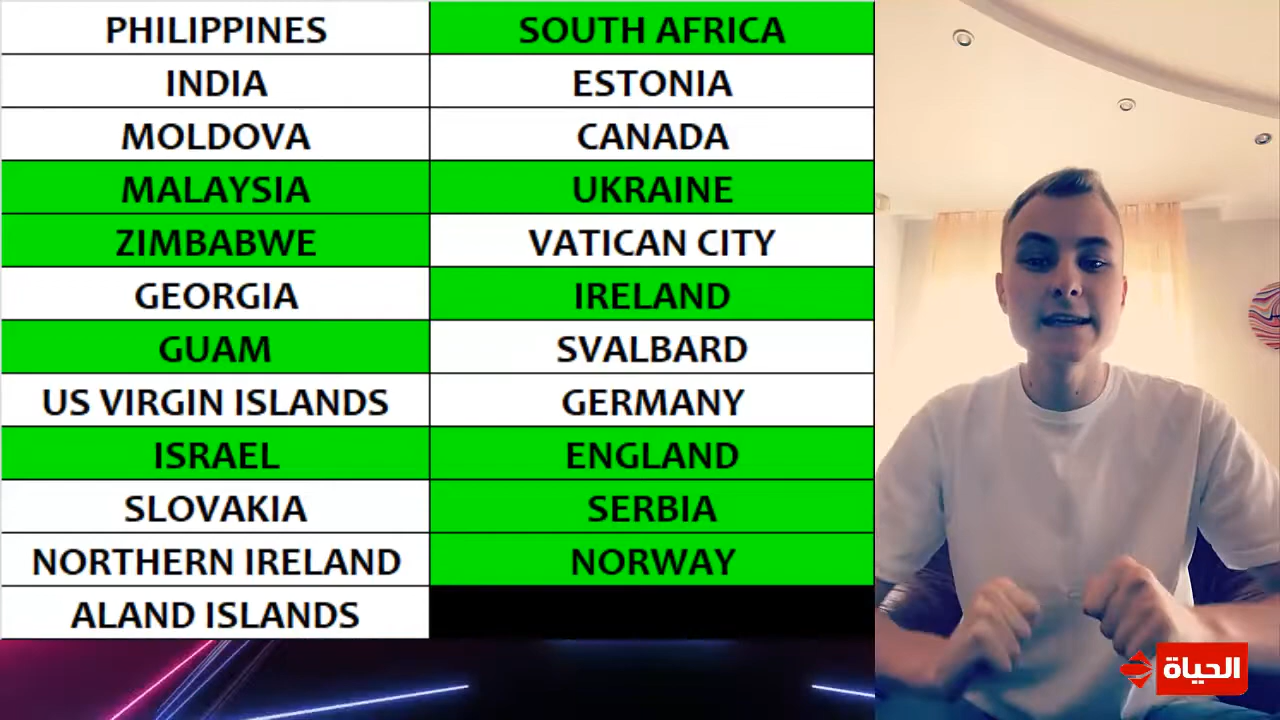 PHILIPPINES
SOUTH AFRICA
INDIA
ESTONIA
MOLDOVA
CANADA
MALAYSIA
UKRAINE
ZIMBABWE
VATICAN CITY
GEORGIA
IRELAND
GUAM
SVALBARD
US VIRGIN ISLANDS
GERMANY
ISRAEL
ENGLAND
SLOVAKIA
SERBIA
NORTHERN IRELAND
NORWAY
ALAND ISLANDS
الحياة